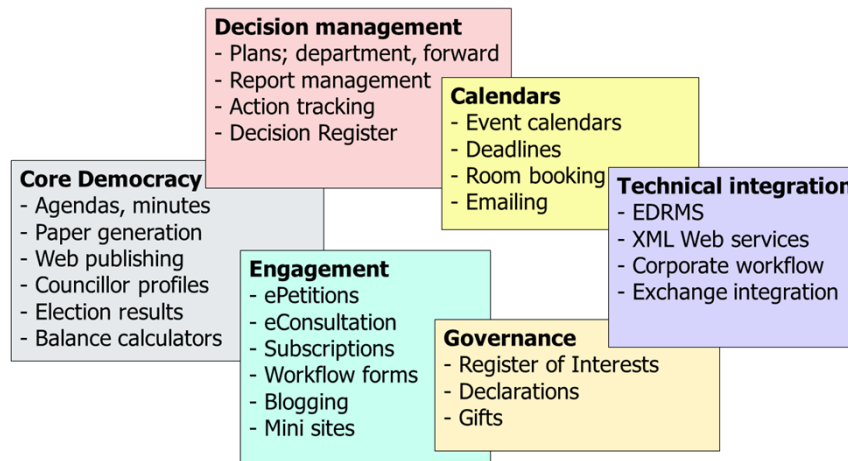 Decision management
- Plans; department, forward
- Report management
- Action tracking
- Decision Register
Calendars
- Event calendars
- Deadlines
- Room booking
- Emailing
Core Democracy
- Agendas, minutes
- Paper generation
- Web publishing
- Councillor profiles
- Election results
- Balance calculators
Technical integration
- EDRMS
- XML Web services
- Corporate workflow
- Exchange integration
Engagement
- ePetitions
- eConsultation
- Subscriptions
- Workflow forms
- Blogging
- Mini sites
Governance
- Register of Interests
- Declarations
- Gifts